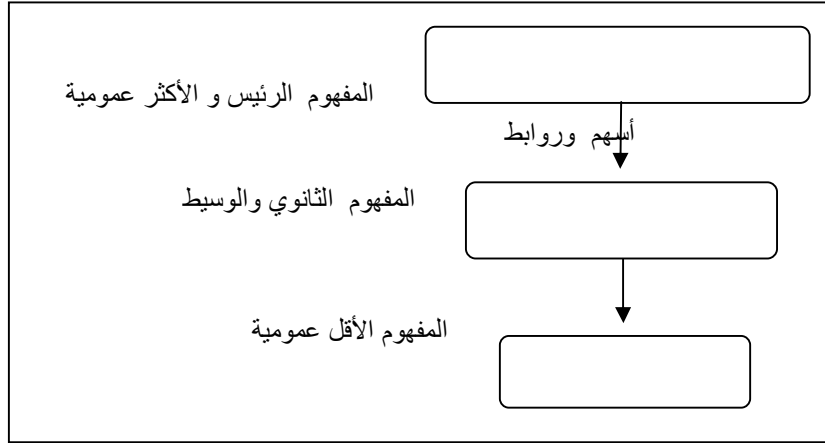 المفهوم الرئيس و الأكثر عمومية
أسهم وروابط
المفهوم الثانوي والوسيط
المفهوم الأقل عمومية